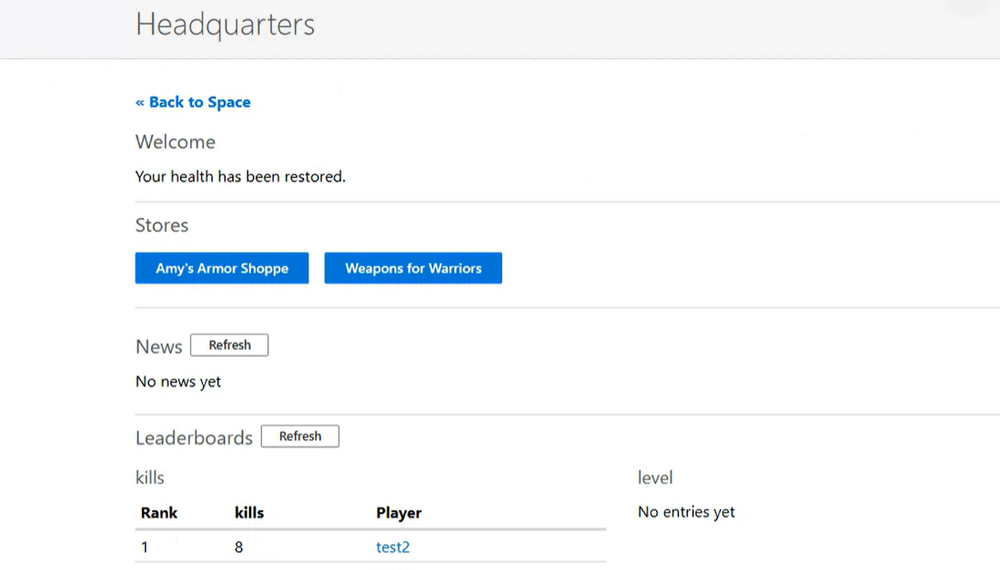 Headquarters
« Back to Space
Welcome
Your health has been restored.
Stores
Amy's Armor Shoppe Weapons for Warriors
News Refresh
No news yet
Leaderboards Refresh
kills level
Rank kills Player No entries yet
1 8 test2